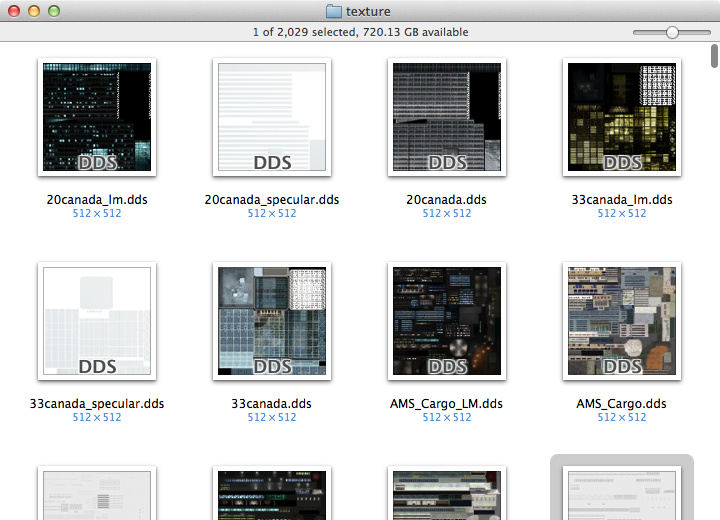 texture
1 of 2,029 selected, 720.13 GB available
DDS DDS DDS DDS
20canada_lm.dds 20canada_specular.dds 20canada.dds 33canada_lm.dds
512×512 512×512 512×512 512×512
DDS DDS DDS DDS
33canada_specular.dds 33canada.dds AMS_Cargo_LM.dds AMS_Cargo.dds
512×512 512×512 512×512 512×512